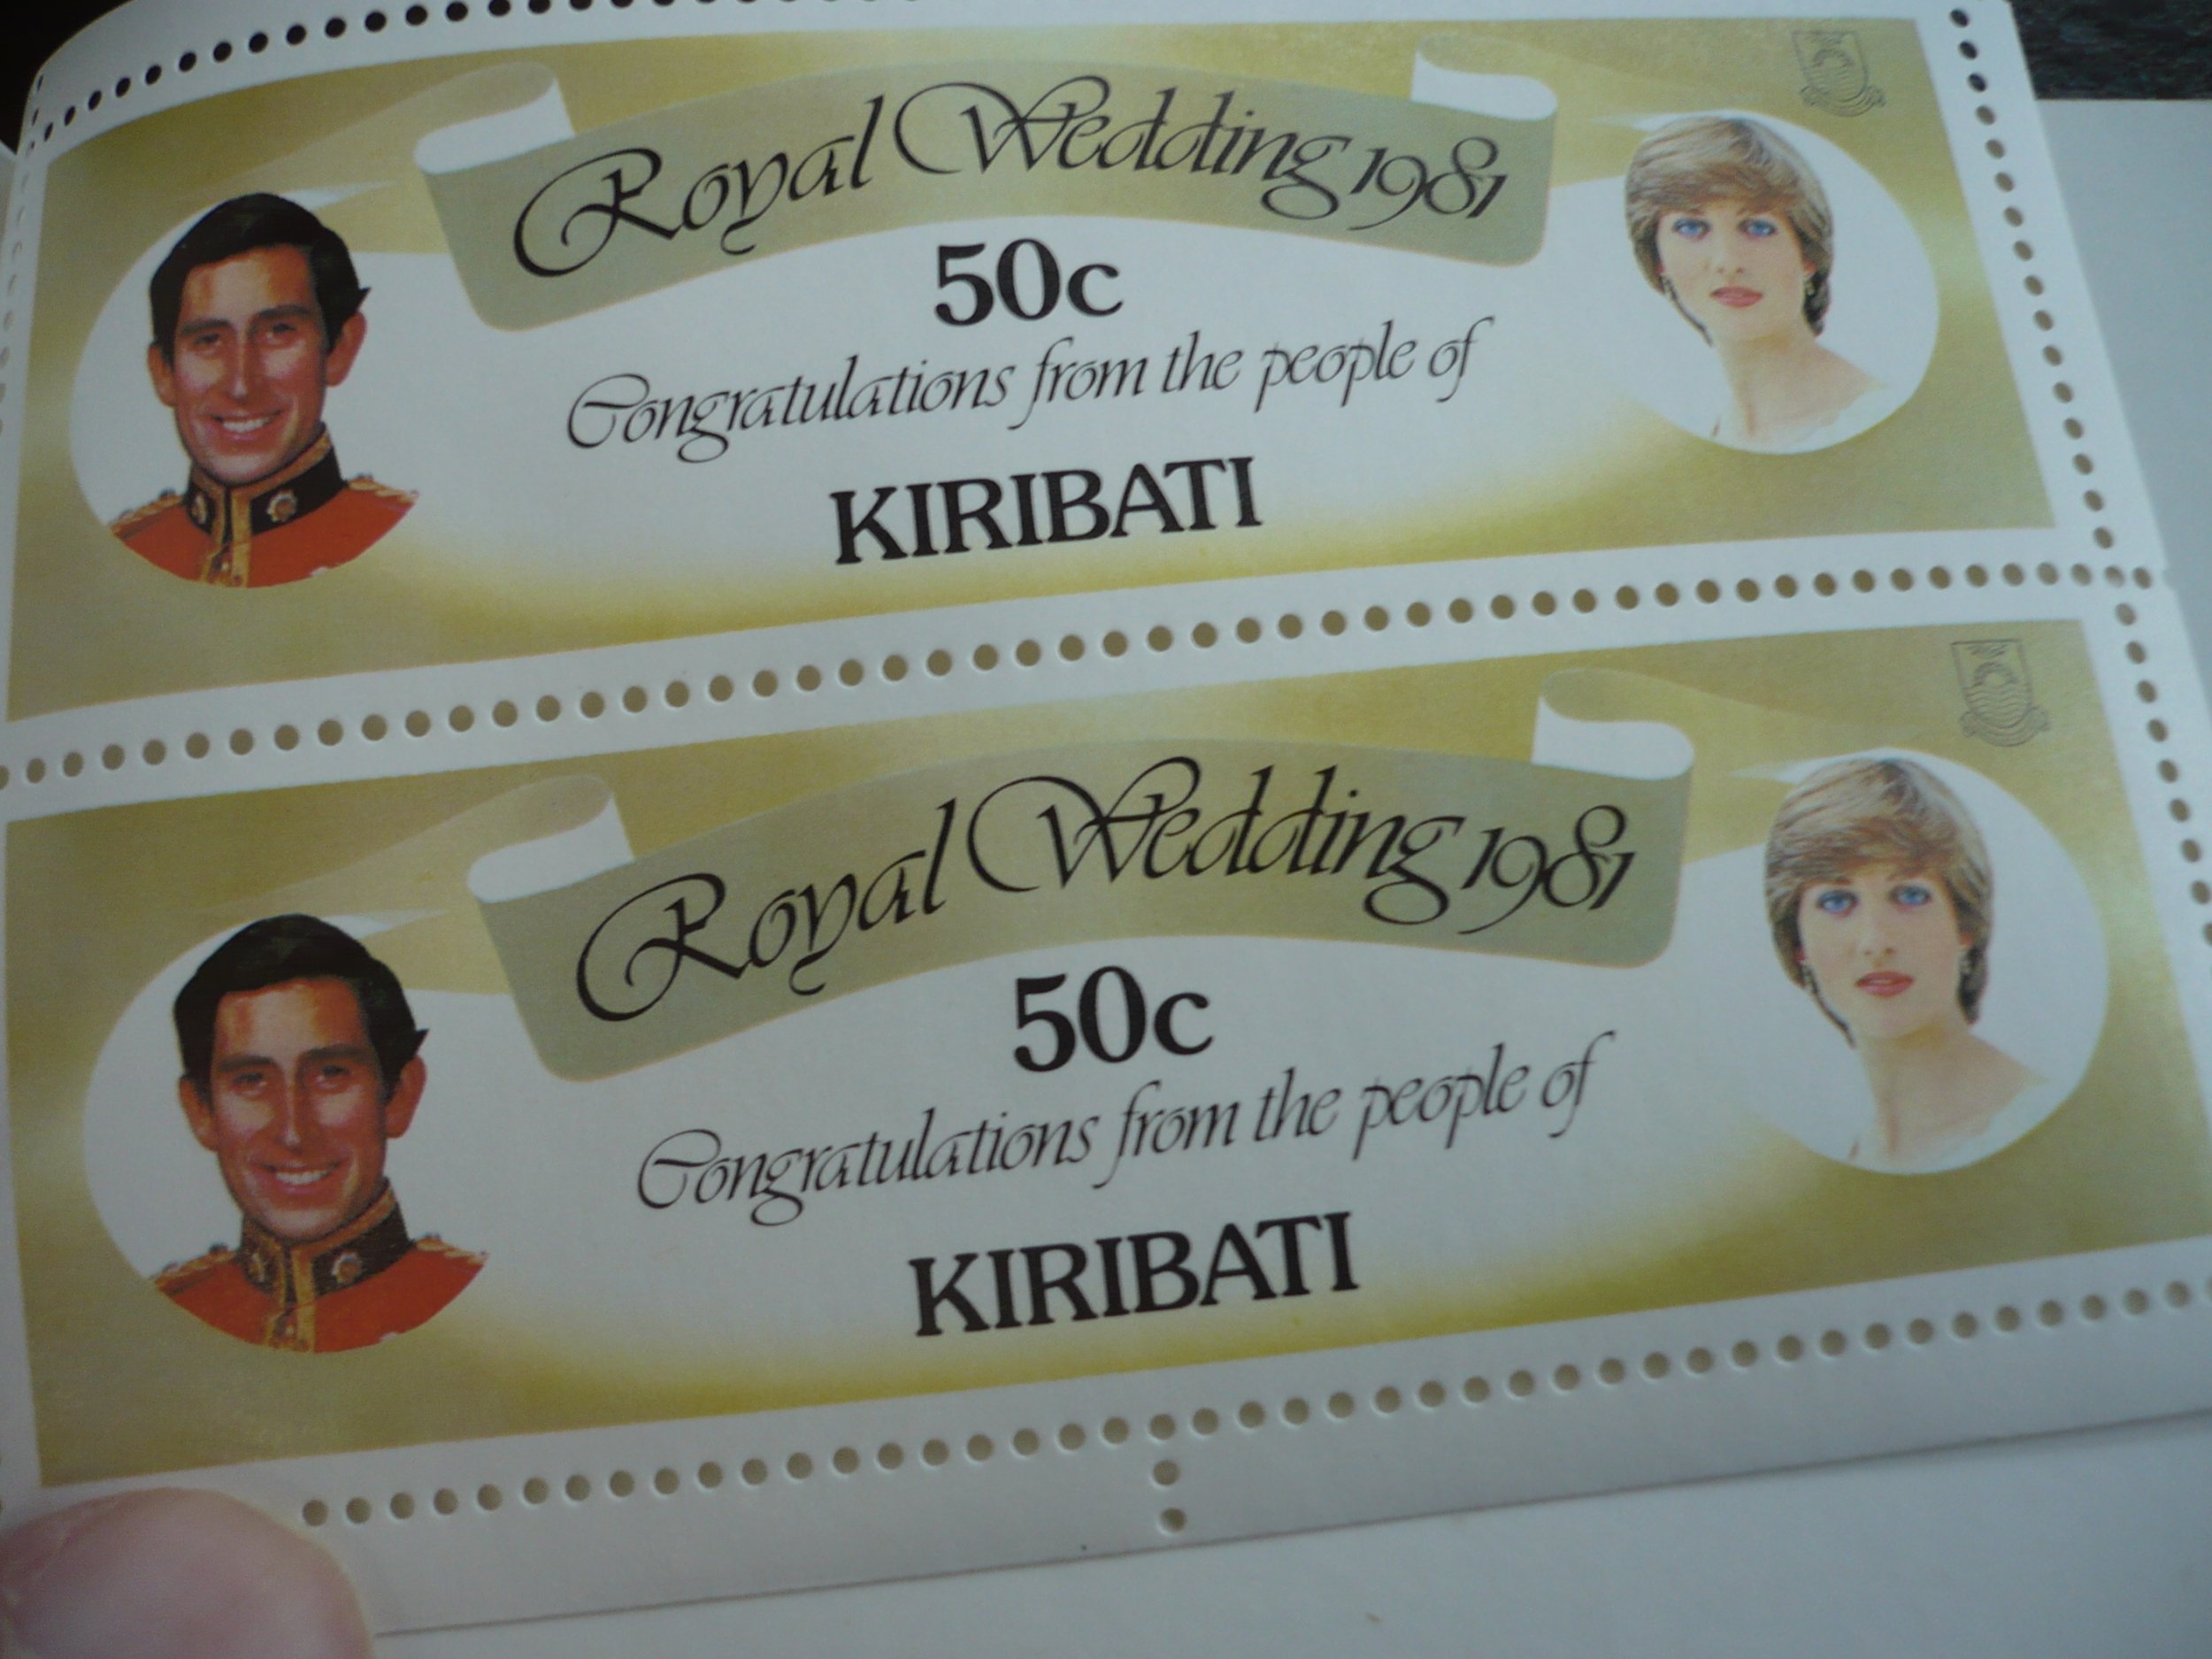 Royal Wedding 1981
50c
Congratulations from the people of
KIRIBATI
Royal Wedding 1981
50c
Congratulations from the people of
KIRIBATI